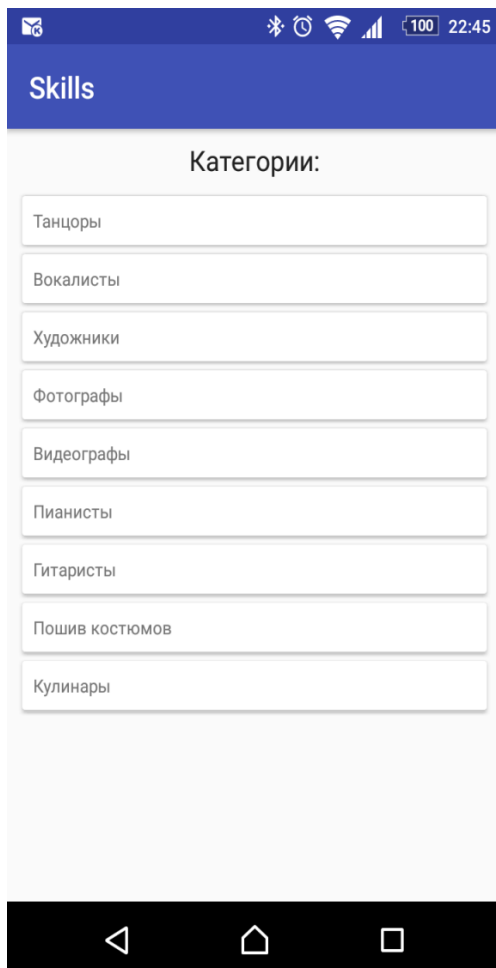 100 22:45
Skills
Категории:
Танцоры
Вокалисты
Художники
Фотографы
Видеографы
Пианисты
Гитаристы
Пошив костюмов
Кулинары